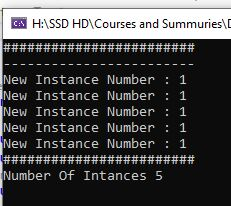 H:\SSD HD\Courses and Summuries\D
########################
------------------------
New Instance Number : 1
New Instance Number : 1
New Instance Number : 1
New Instance Number : 1
New Instance Number : 1
########################
Number Of Intances 5